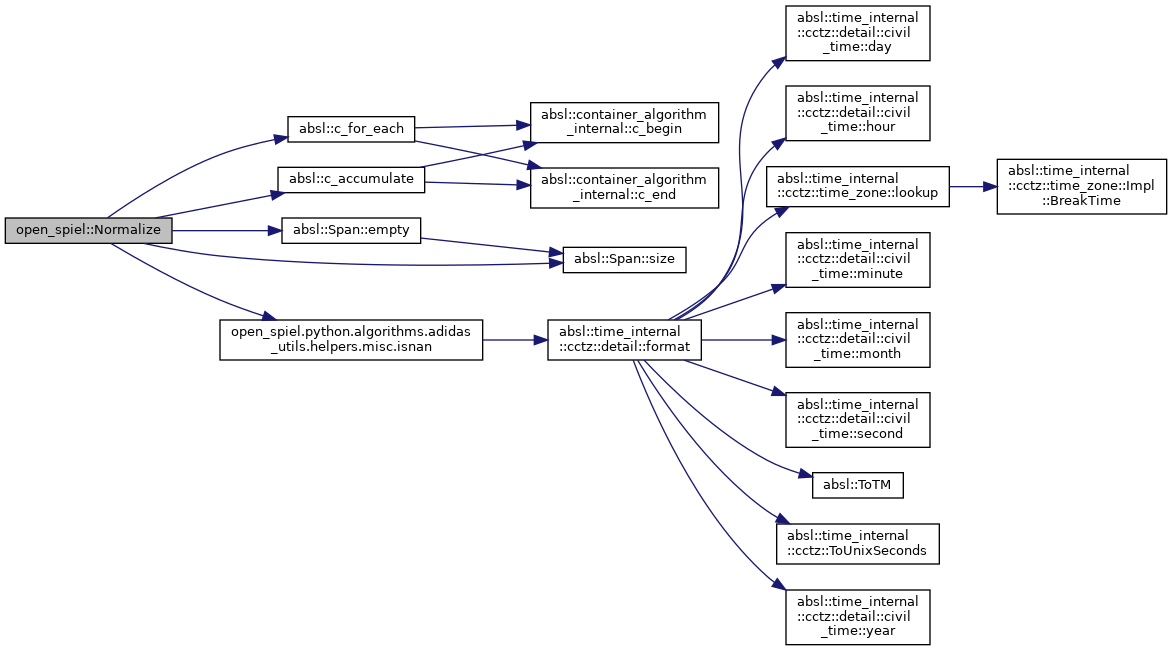 open_spiel::Normalize
absl::c_for_each
absl::c_accumulate
absl::Span::empty
open_spiel.python.algorithms.adidas
_utils.helpers.misc.isnan
absl::container_algorithm
_internal::c_begin
absl::container_algorithm
_internal::c_end
absl::Span::size
absl::time_internal
::cctz::detail::format
absl::time_internal
::cctz::detail::civil
_time::day
absl::time_internal
::cctz::detail::civil
_time::hour
absl::time_internal
::cctz::time_zone::lookup
absl::time_internal
::cctz::time_zone::Impl
::BreakTime
absl::time_internal
::cctz::detail::civil
_time::minute
absl::time_internal
::cctz::detail::civil
_time::month
absl::time_internal
::cctz::detail::civil
_time::second
absl::ToTM
absl::time_internal
::cctz::ToUnixSeconds
absl::time_internal
::cctz::detail::civil
_time::year